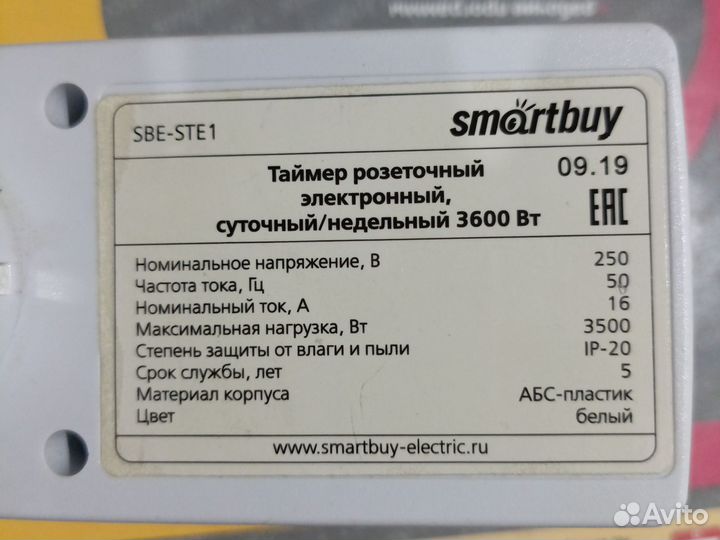 SBE-STE1
smartbuy
Таймер розеточный
электронный,
суточный/недельный 3600 Вт
09.19
EAC
Номинальное напряжение, В 250
Частота тока, Гц 50
Номинальный ток, А 16
Максимальная нагрузка, Вт 3500
Степень защиты от влаги и пыли IP-20
Срок службы, лет 5
Материал корпуса АБС-пластик
Цвет белый
www.smartbuy-electric.ru
Avito